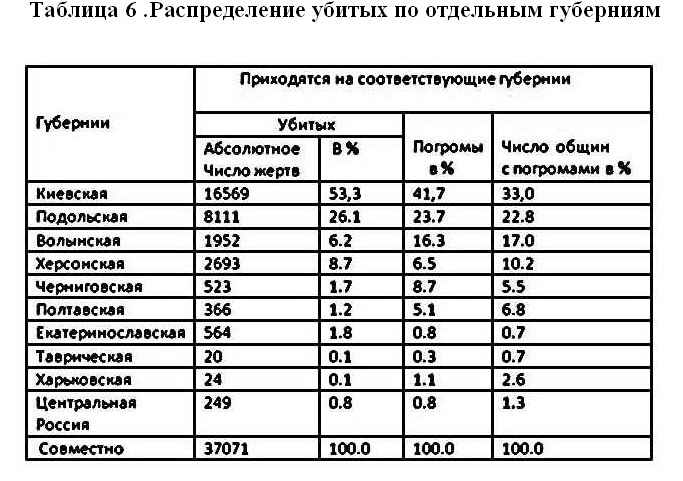 Таблица 6 .Распределение убитых по отдельным губерниям
Губернии
Приходятся на соответствующие губернии
Убитых
Абсолютное
Число жертв
В %
Погромы
в %
Число общин
с погромами в %
Киевская 16569 53,3 41,7 33,0
Подольская 8111 26.1 23.7 22.8
Волынская 1952 6.2 16.3 17.0
Херсонская 2693 8.7 6.5 10.2
Черниговская 523 1.7 8.7 5.5
Полтавская 366 1.2 5.1 6.8
Екатеринославская 564 1.8 0.8 0.7
Таврическая 20 0.1 0.3 0.7
Харьковская 24 0.1 1.1 2.6
Центральная 249 0.8 0.8 1.3
Россия
Совместно 37071 100.0 100.0 100.0